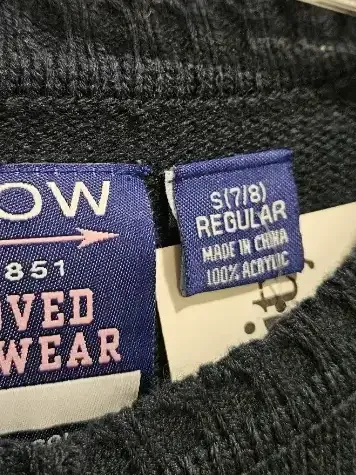 OW
851
VED
WEAR
S(7/8)
REGULAR
MADE IN CHINA
100% ACRYLIC